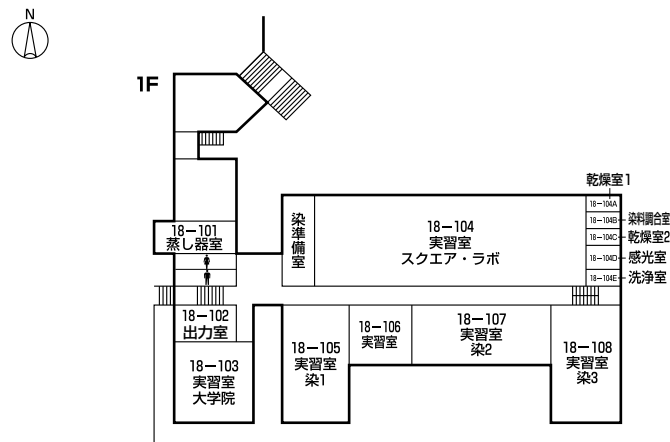 N
1F
乾燥室1
18-101
蒸し器室
染準備室
18-104
実習室
スクエア・ラボ
18-104A
18-104B
染料調合室
18-104C
乾燥室2
18-104D
感光室
18-104E
洗浄室
18-102
出力室
18-103
実習室
大学院
18-105
実習室
染1
18-106
実習室
18-107
実習室
染2
18-108
実習室
染3